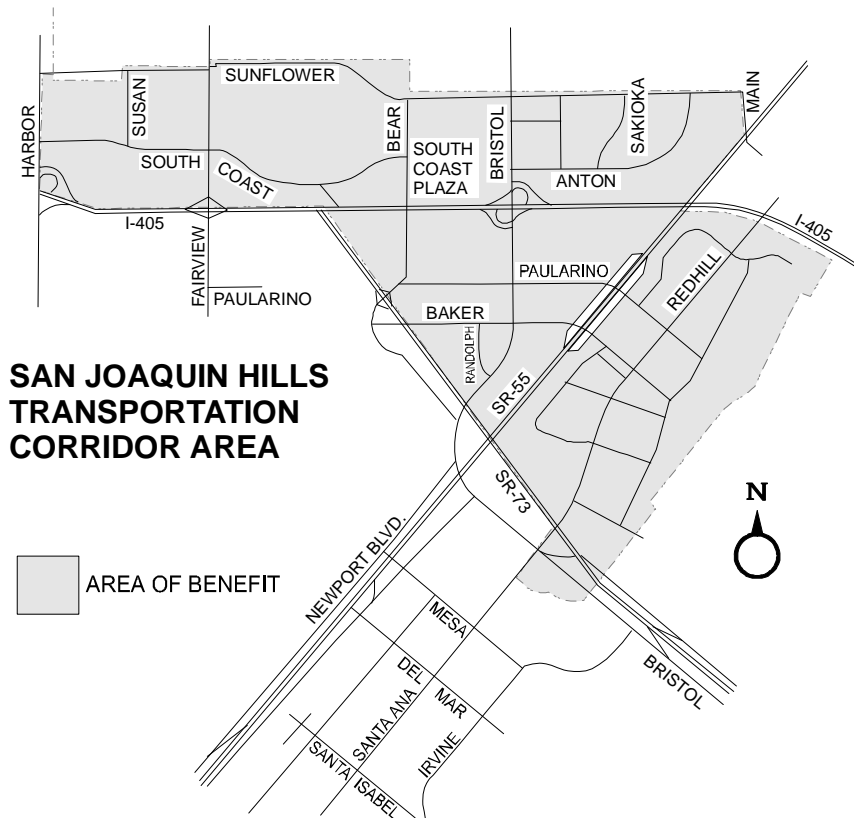 SUNFLOWER
HARBOR
SUSAN
BEAR
BRISTOL
SAKIOKA
MAIN
SOUTH
COAST
PLAZA
SOUTH
COAST
ANTON
I-405
I-405
FAIRVIEW
PAULARINO
PAULARINO
REDHILL
BAKER
RANDOLPH
SAN JOAQUIN HILLS
TRANSPORTATION
CORRIDOR AREA
SR-55
SR-73
N
NEWPORT BLVD.
AREA OF BENEFIT
MESA
DEL MAR
BRISTOL
SANTA ANA
IRVINE
SANTA ISABEL